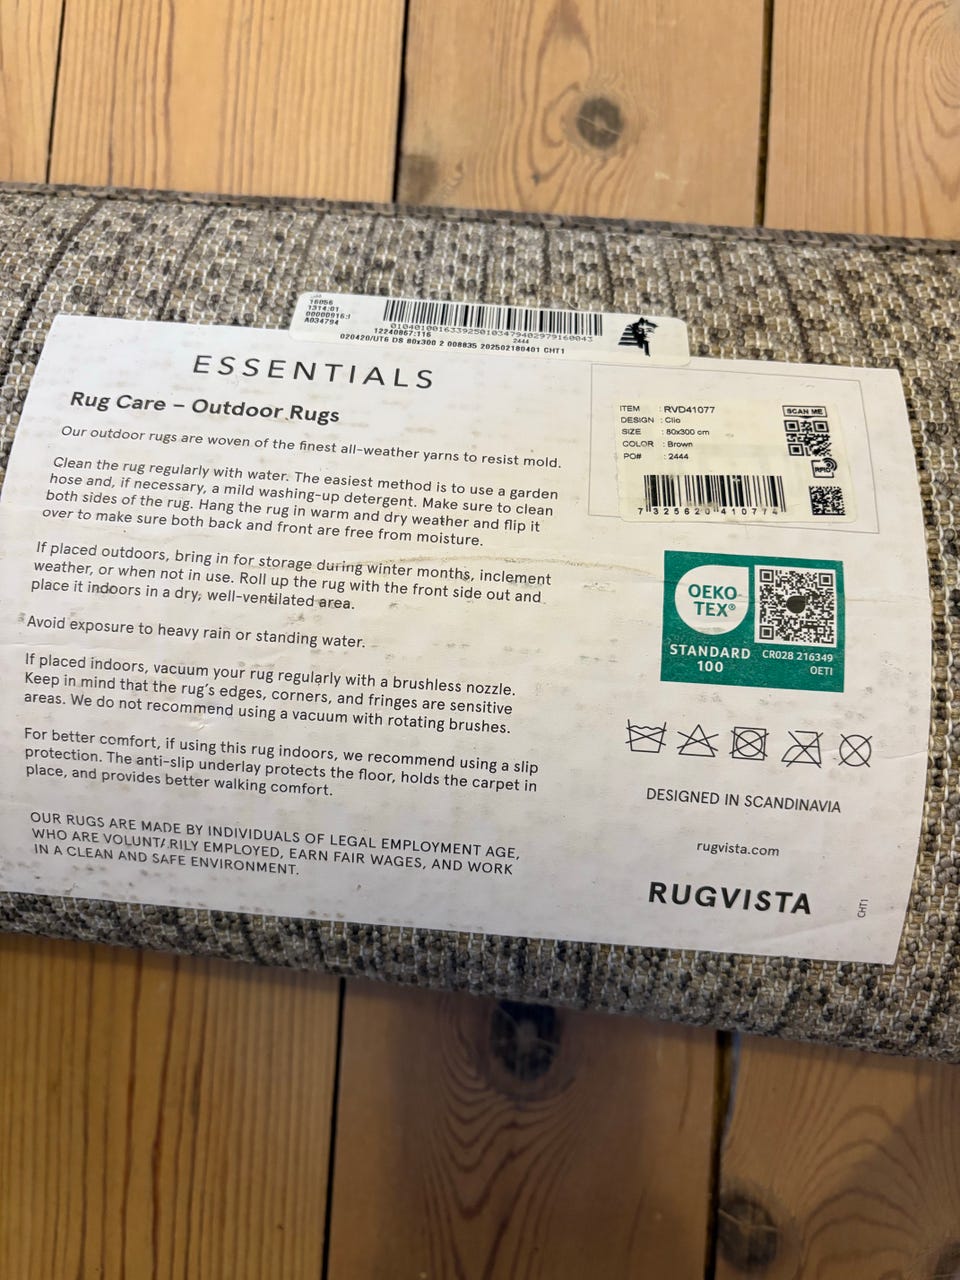 16056
1314:01
A034794
12240867:116
2444
020420/UT6 DS 80x300 2 008835 202502180401 CHT1
ESSENTIALS
Rug Care – Outdoor Rugs
Our outdoor rugs are woven of the finest all-weather yarns to resist mold.
Clean the rug regularly with water. The easiest method is to use a garden
hose and, if necessary, a mild washing-up detergent. Make sure to clean
both sides of the rug. Hang the rug in warm and dry weather and flip it
over to make sure both back and front are free from moisture.
If placed outdoors, bring in for storage during winter months, inclement
weather, or when not in use. Roll up the rug with the front side out and
place it indoors in a dry, well-ventilated area.
Avoid exposure to heavy rain or standing water.
If placed indoors, vacuum your rug regularly with a brushless nozzle.
Keep in mind that the rug's edges, corners, and fringes are sensitive
areas. We do not recommend using a vacuum with rotating brushes.
For better comfort, if using this rug indoors, we recommend using a slip
protection. The anti-slip underlay protects the floor, holds the carpet in
place, and provides better walking comfort.
OUR RUGS ARE MADE BY INDIVIDUALS OF LEGAL EMPLOYMENT AGE,
WHO ARE VOLUNTARILY EMPLOYED, EARN FAIR WAGES, AND WORK
IN A CLEAN AND SAFE ENVIRONMENT.
ITEM : RVD41077
DESIGN : Clio
SIZE : 80x300 cm
COLOR : Brown
PO# : 2444
SCAN ME
RFID
7 325620 410774
OEKO
TEX®
STANDARD
100
CR028 216349
OETI
DESIGNED IN SCANDINAVIA
rugvista.com
RUGVISTA
CHT1